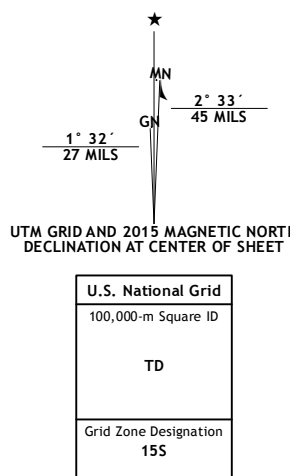 ★
MN
GN
2° 33´
45 MILS
1° 32´
27 MILS
UTM GRID AND 2015 MAGNETIC NORTH
DECLINATION AT CENTER OF SHEET
U.S. National Grid
100,000-m Square ID
TD
Grid Zone Designation
15S